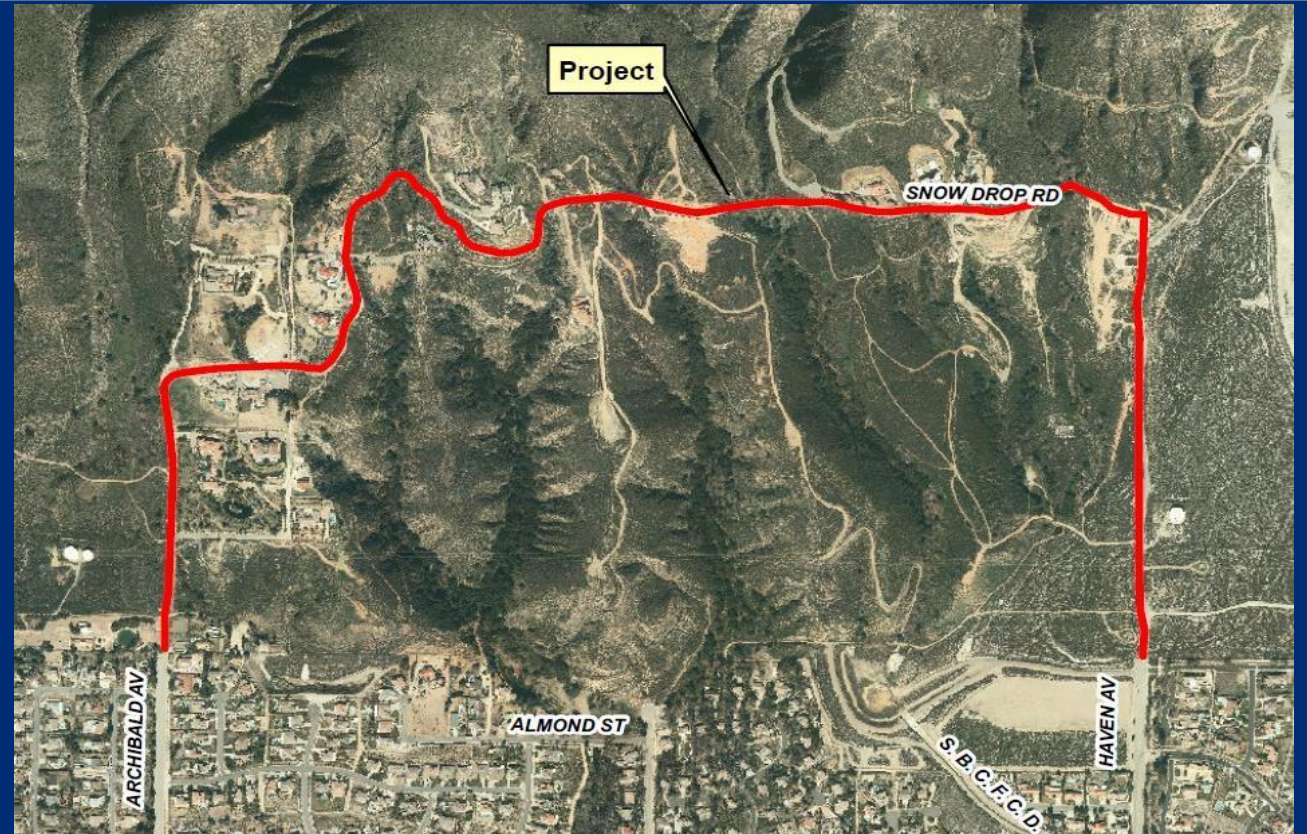 Project
SNOW DROP RD
ARCHIBALD AV
ALMOND ST
S. B. C. F. C. D.
HAVEN AV